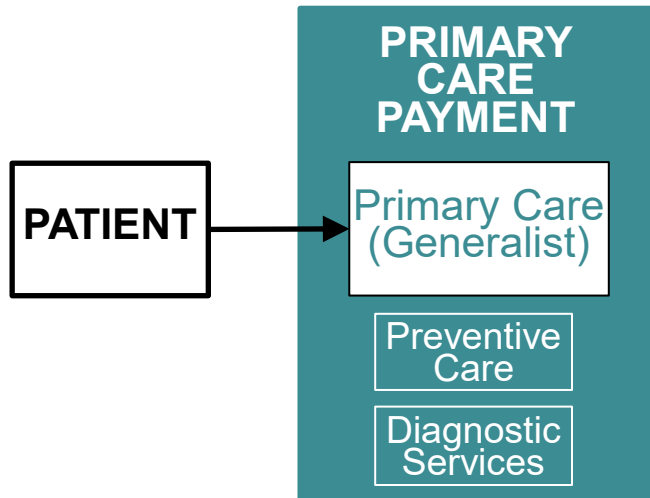 PRIMARY
CARE
PAYMENT
PATIENT
Primary Care
(Generalist)
Preventive
Care
Diagnostic
Services